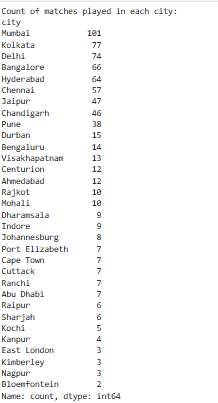 Count of matches played in each city:
city
Mumbai 101
Kolkata 77
Delhi 74
Bangalore 66
Hyderabad 64
Chennai 57
Jaipur 47
Chandigarh 46
Pune 38
Durban 15
Bengaluru 14
Visakhapatnam 13
Centurion 12
Ahmedabad 12
Rajkot 10
Mohali 10
Dharamsala 9
Indore 9
Johannesburg 8
Port Elizabeth 7
Cape Town 7
Cuttack 7
Ranchi 7
Abu Dhabi 7
Raipur 6
Sharjah 6
Kochi 5
Kanpur 4
East London 3
Kimberley 3
Nagpur 3
Bloemfontein 2
Name: count, dtype: int64